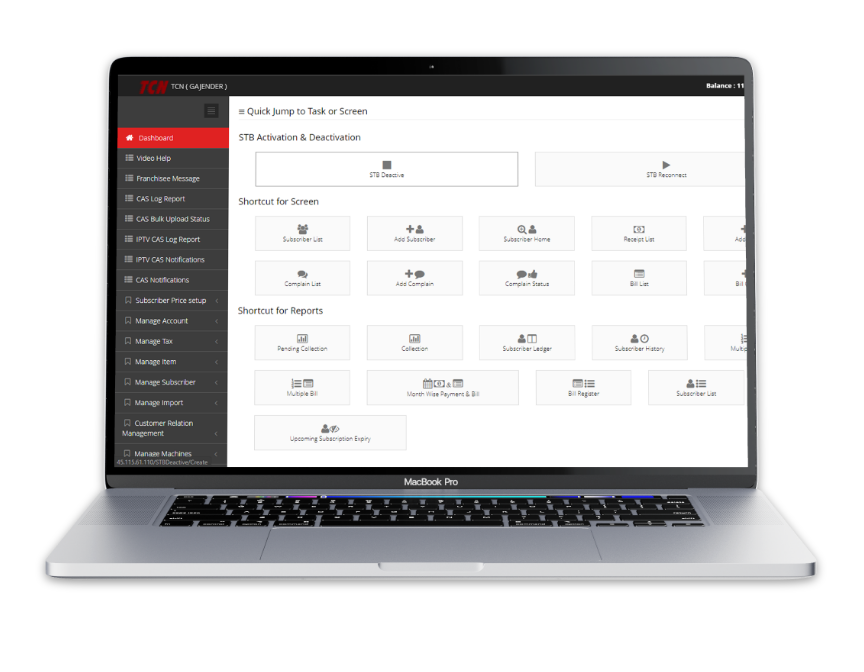 TCN TCN ( GAJENDER )
Balance : 11
Quick Jump to Task or Screen
Dashboard
Video Help
Franchisee Message
CAS Log Report
CAS Bulk Upload Status
IPTV CAS Log Report
IPTV CAS Notifications
CAS Notifications
Subscriber Price setup
Manage Account
Manage Tax
Manage Item
Manage Subscriber
Manage Import
Customer Relation
Management
Manage Machines
45.115.61.110/STBDeactive/Create
STB Activation & Deactivation
STB Deactive
STB Reconnect
Shortcut for Screen
Subscriber List
Add Subscriber
Subscriber Home
Receipt List
Add
Complain List
Add Complain
Complain Status
Bill List
Bill
Shortcut for Reports
Pending Collection
Collection
Subscriber Ledger
Subscriber History
Multip
Multiple Bill
Month Wise Payment & Bill
Bill Register
Subscriber List
Upcoming Subscription Expiry
MacBook Pro